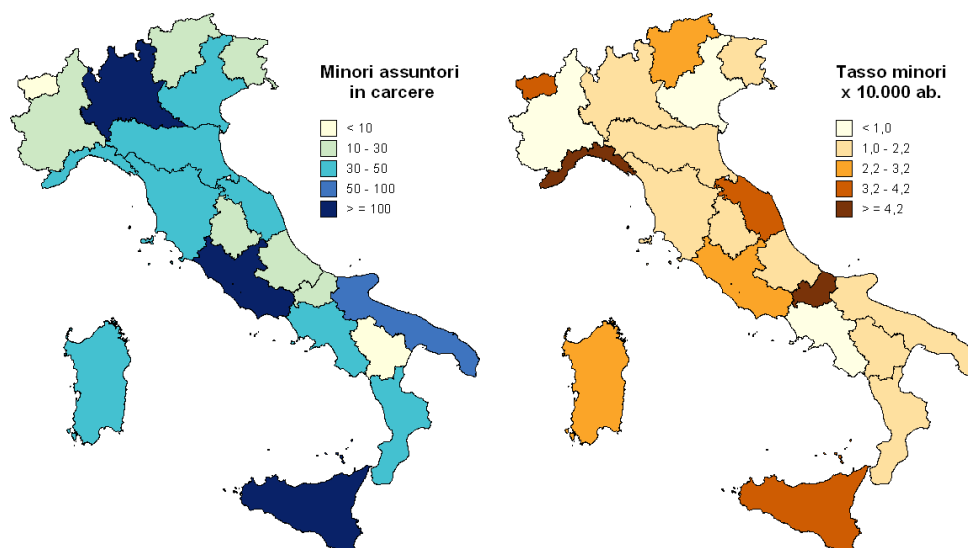 Minori assuntori
in carcere
< 10
10 - 30
30 - 50
50 - 100
> = 100
Tasso minori
x 10.000 ab.
< 1,0
1,0 - 2,2
2,2 - 3,2
3,2 - 4,2
> = 4,2